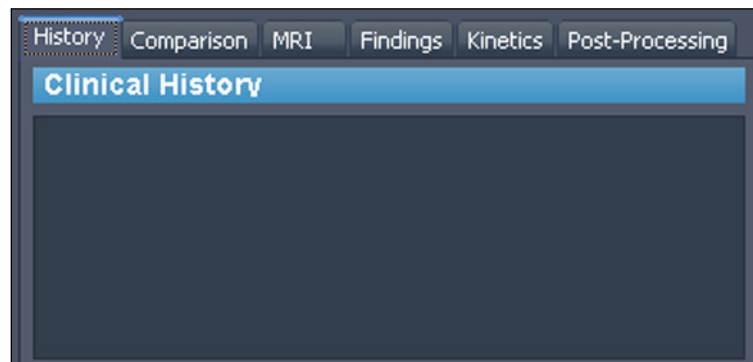 History Comparison MRI Findings Kinetics Post-Processing
Clinical History